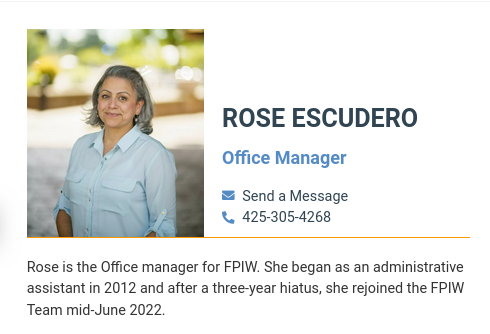 ROSE ESCUDERO
Office Manager
Send a Message
425-305-4268
Rose is the Office manager for FPIW. She began as an administrative
assistant in 2012 and after a three-year hiatus, she rejoined the FPIW
Team mid-June 2022.